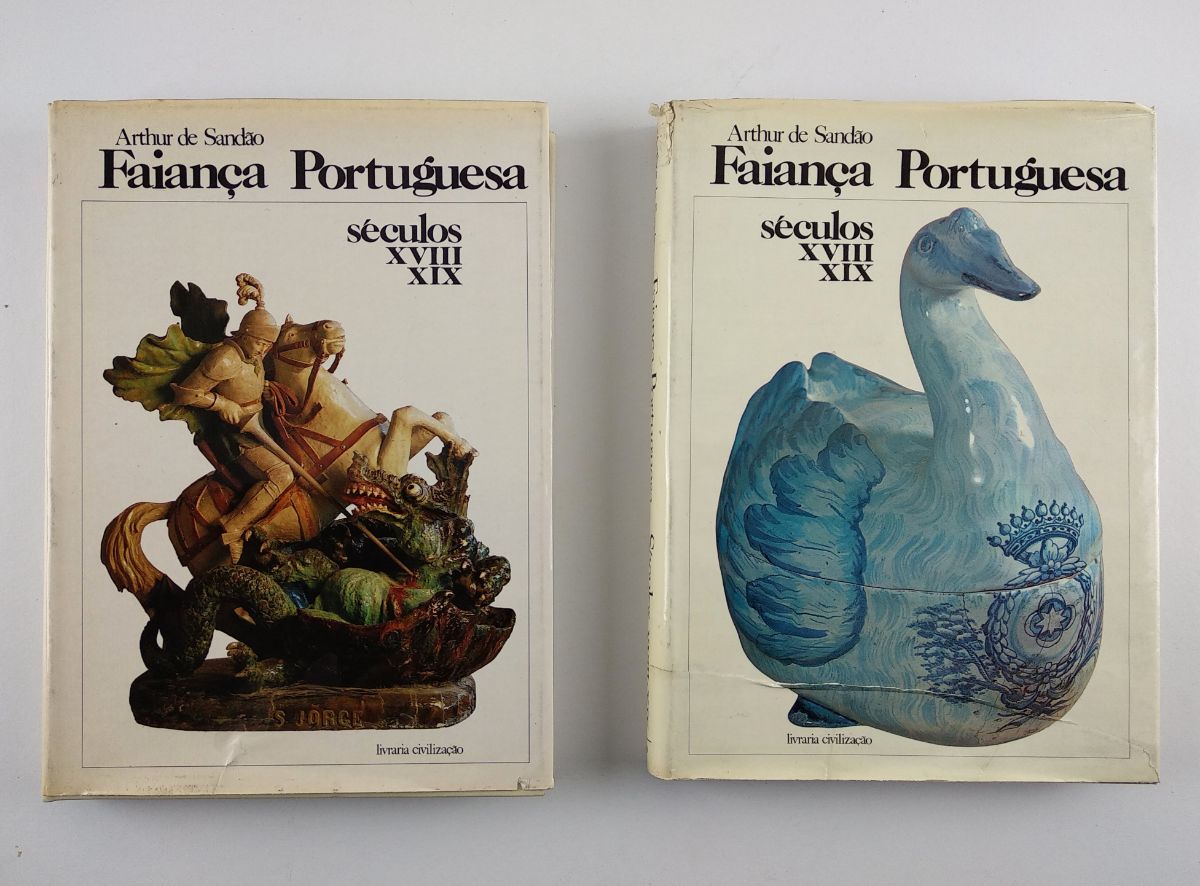 Arthur de Sandão
Faiança Portuguesa
séculos
XVIII
XIX
S JORGE
livraria civilização
Arthur de Sandão
Faiança Portuguesa
séculos
XVIII
XIX
livraria civilização